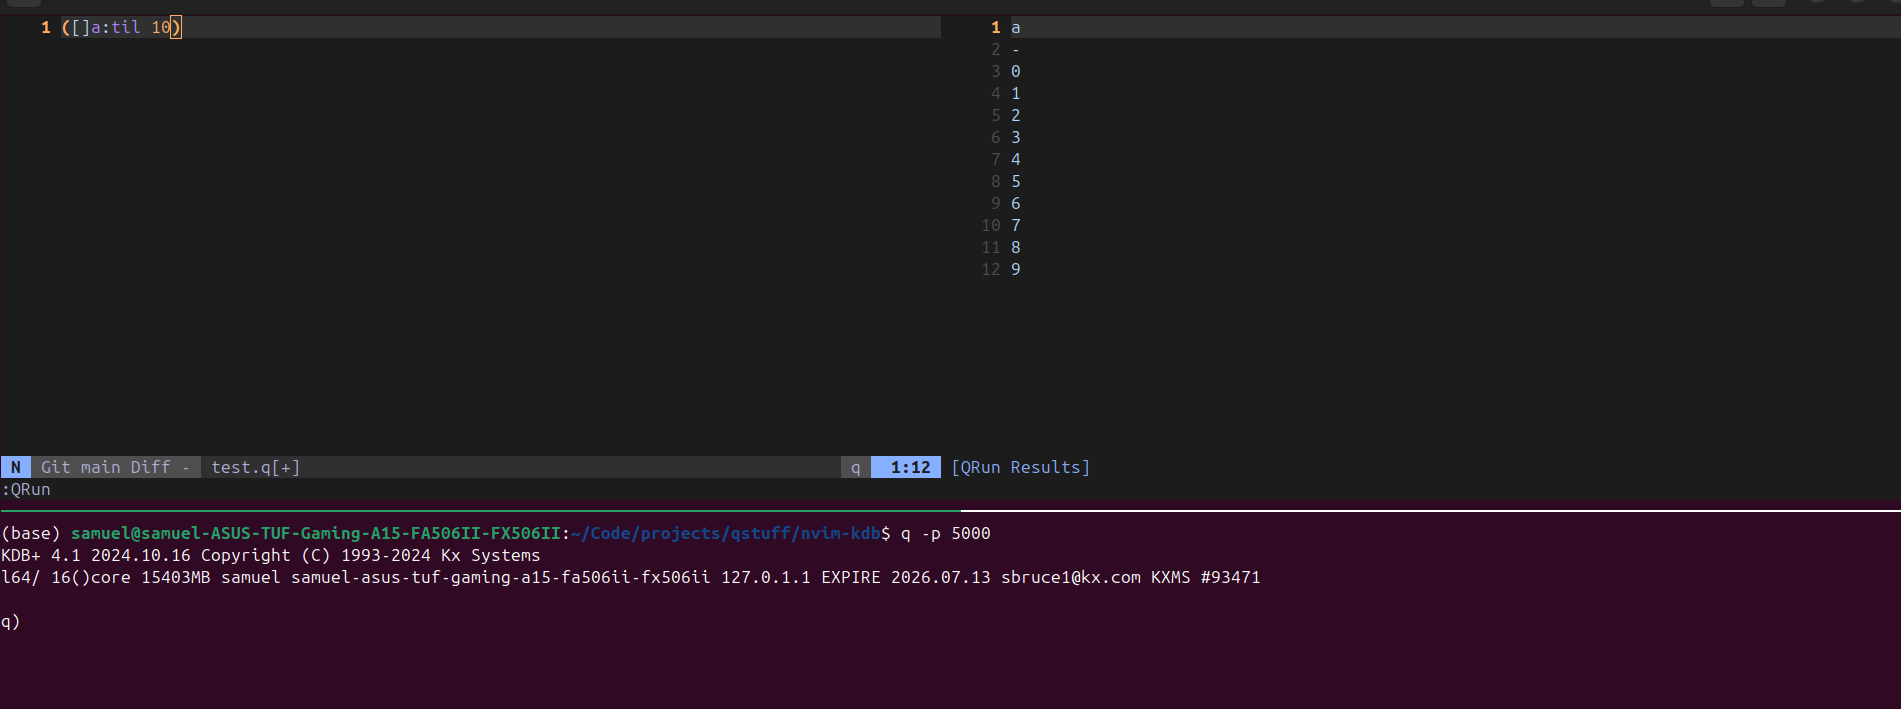 1 ([]a:til 10)
1 a
2 -
3 0
4 1
5 2
6 3
7 4
8 5
9 6
10 7
11 8
12 9
N Git main Diff - test.q[+] q 1:12 [QRun Results]
:QRun
(base) samuel@samuel-ASUS-TUF-Gaming-A15-FA506II-FX506II:~/Code/projects/qstuff/nvim-kdb$ q -p 5000
KDB+ 4.1 2024.10.16 Copyright (C) 1993-2024 Kx Systems
l64/ 16()core 15403MB samuel samuel-asus-tuf-gaming-a15-fa506ii-fx506ii 127.0.1.1 EXPIRE 2026.07.13 sbruce1@kx.com KXMS #93471
q)